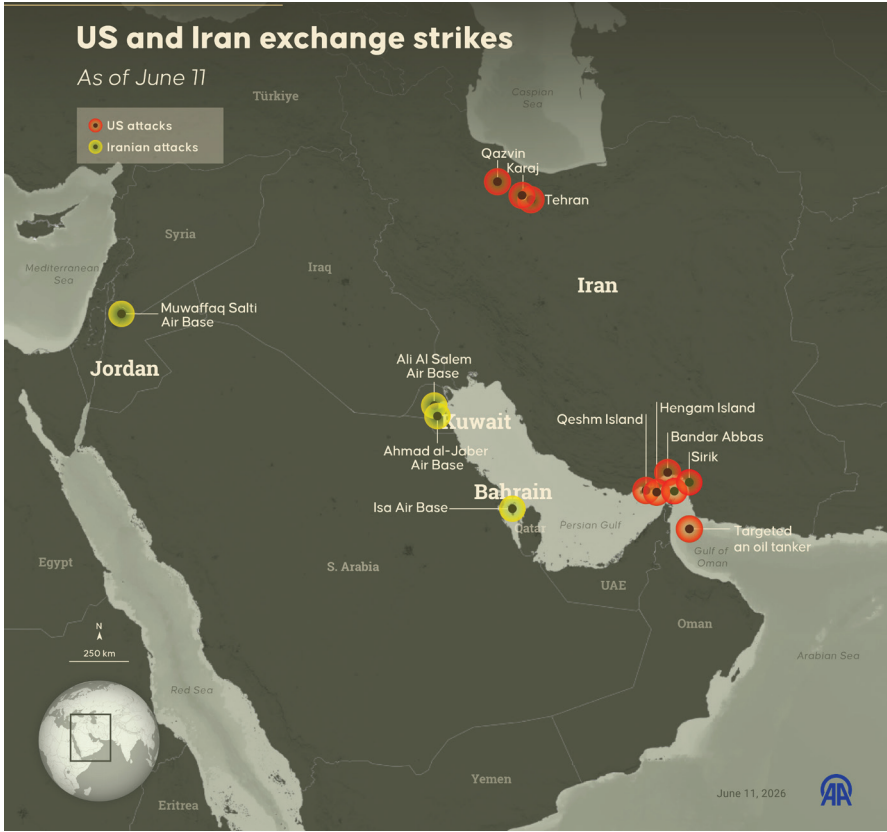 US and Iran exchange strikes
As of June 11
US attacks
Iranian attacks
Türkiye
Caspian
Sea
Qazvin
Karaj
Tehran
Syria
Mediterranean
Sea
Iraq
Iran
Muwaffaq Salti
Air Base
Jordan
Ali Al Salem
Air Base
Kuwait
Ahmad al-Jaber
Air Base
Hengam Island
Qeshm Island
Bandar Abbas
Sirik
Bahrain
Isa Air Base
Qatar
Persian Gulf
Targeted
an oil tanker
Gulf of
Oman
Egypt
S. Arabia
UAE
Oman
N
250 km
Arabian Sea
Red Sea
Yemen
Eritrea
June 11, 2026
AA